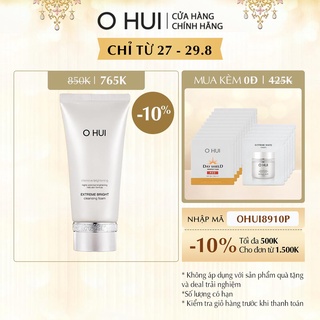 O HUI
CỬA HÀNG
CHÍNH HÃNG
CHỈ TỪ 27 - 29.8
850K | 765K
-10%
O HUI
EXTREME BRIGHT
cleansing foam
MUA KÈM 0Đ | 425K
O HUI
DAY SHIELD
NHẬP MÃ OHUI8910P
-10% Tối đa 500K
Cho đơn từ 1.500K
* Không áp dụng với sản phẩm quà tặng
và deal trải nghiệm
*Số lượng có hạn
* Kiểm tra giỏ hàng trước khi thanh toán